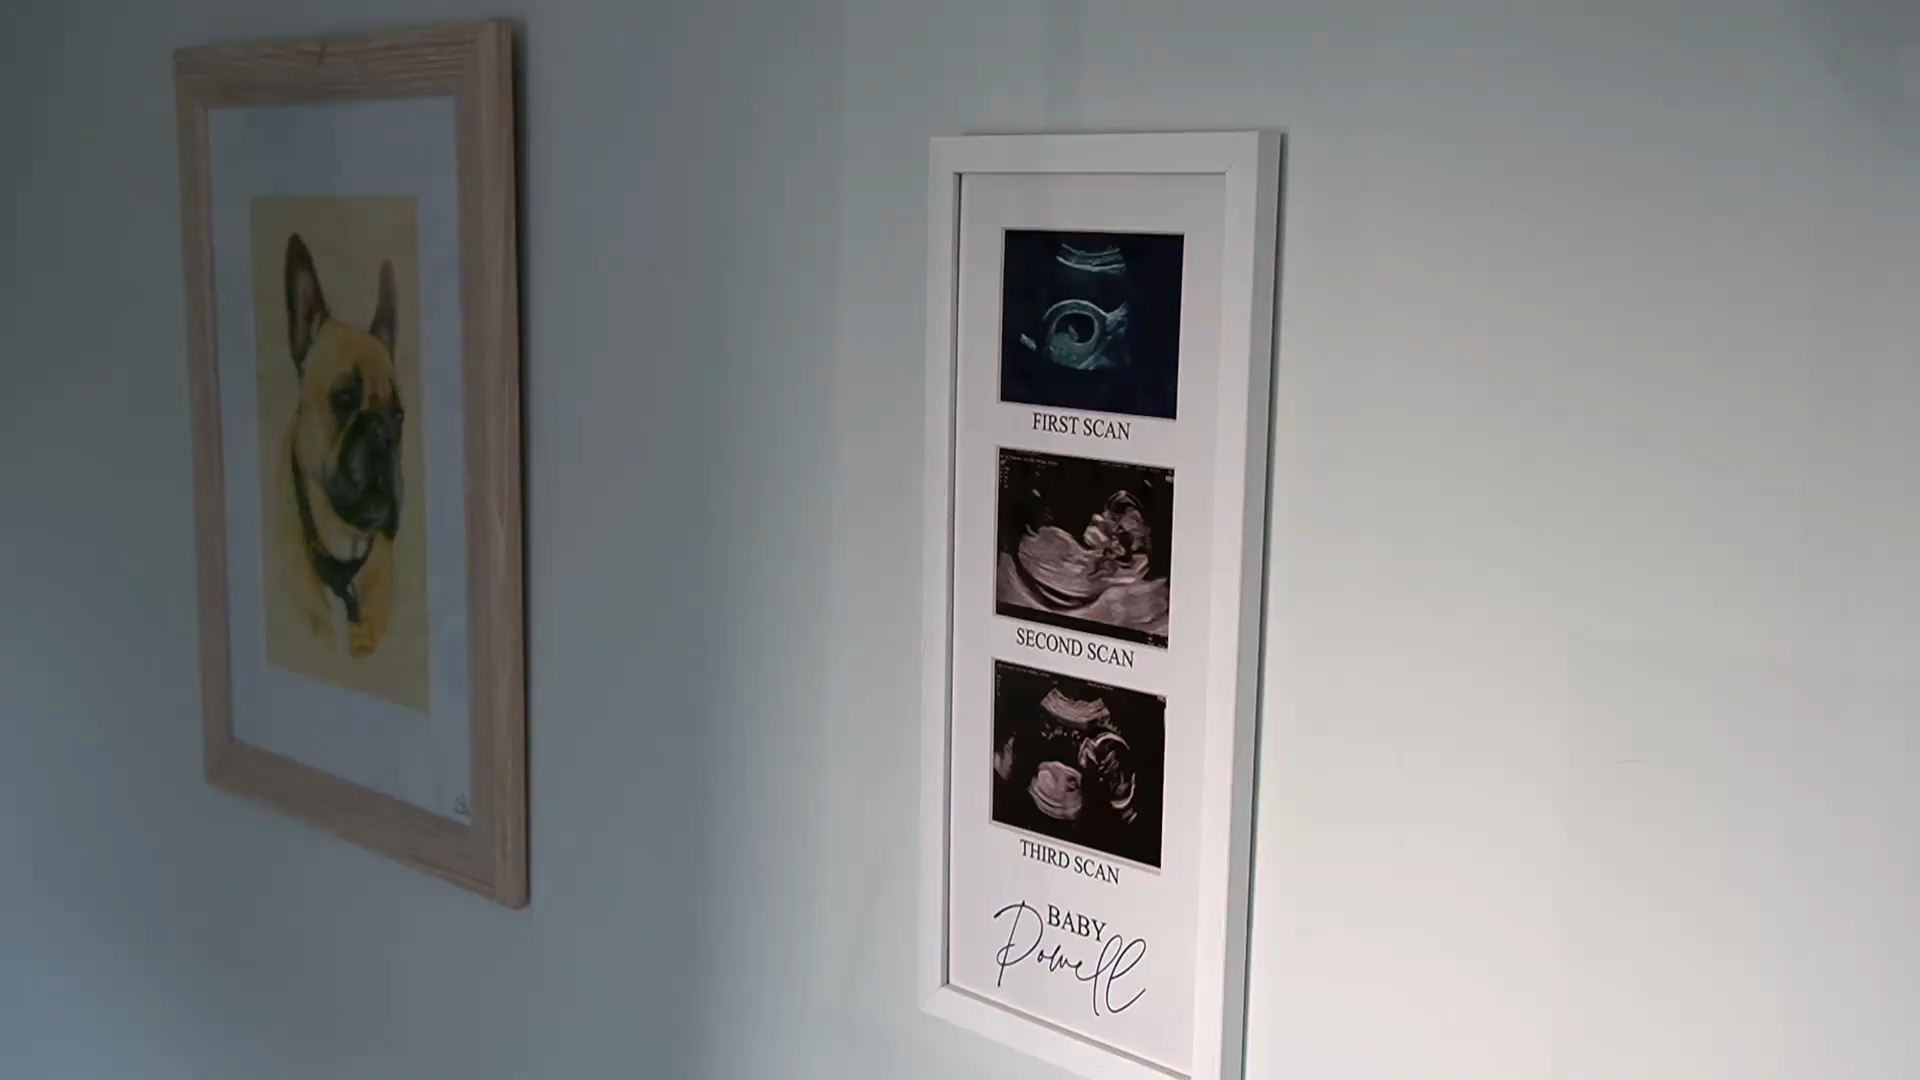 FIRST SCAN
SECOND SCAN
THIRD SCAN
BABY
Powell